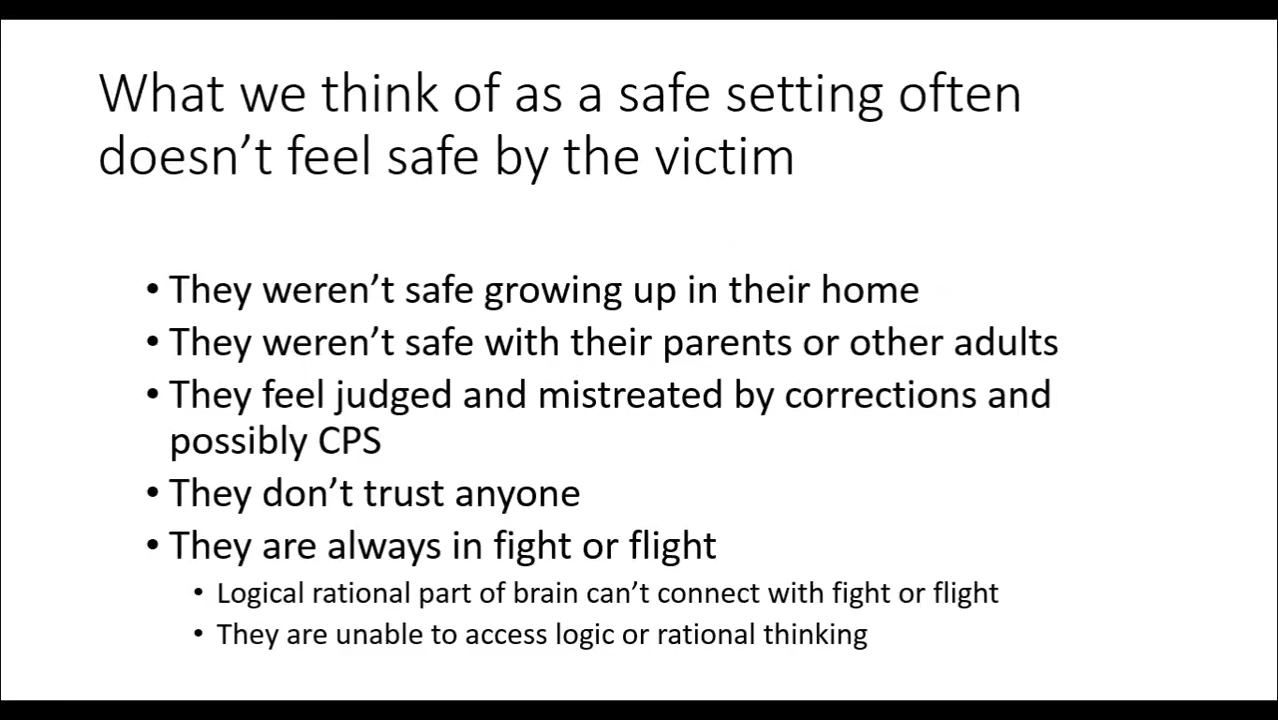 What we think of as a safe setting often
doesn’t feel safe by the victim
• They weren’t safe growing up in their home
• They weren’t safe with their parents or other adults
• They feel judged and mistreated by corrections and
possibly CPS
• They don’t trust anyone
• They are always in fight or flight
• Logical rational part of brain can’t connect with fight or flight
• They are unable to access logic or rational thinking